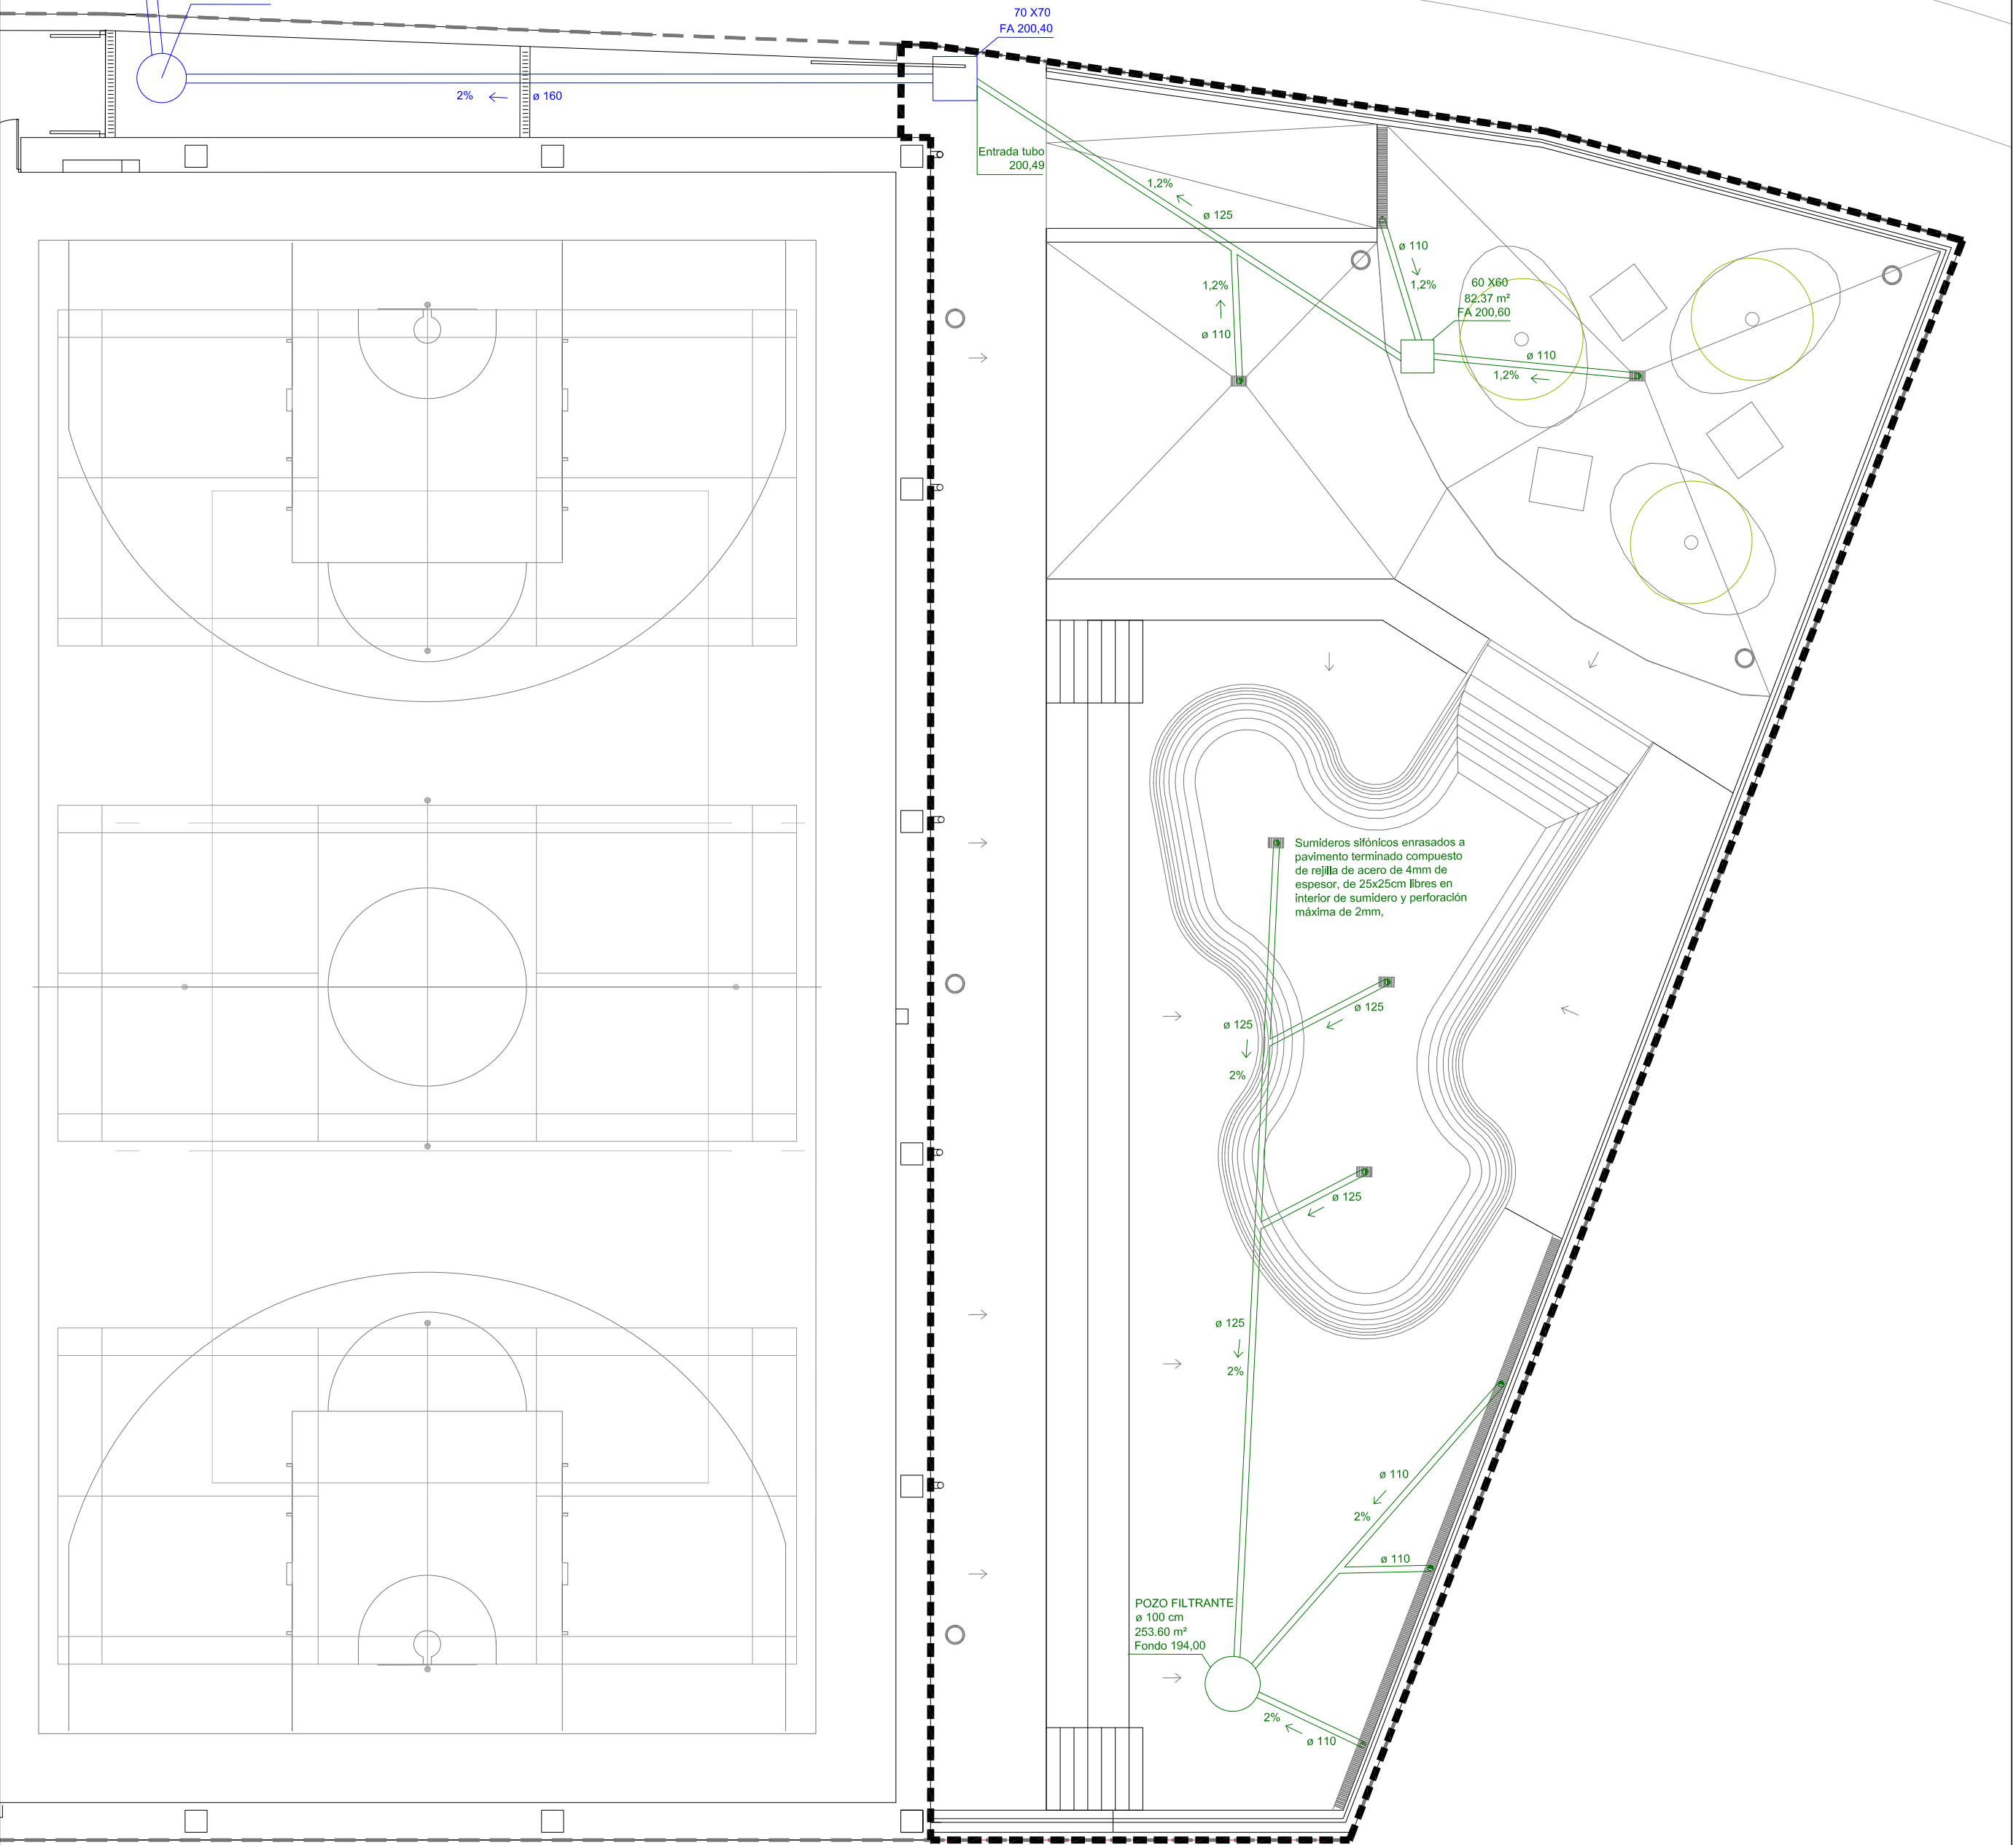 70 X70
FA 200,40
2%
ø 160
Entrada tubo
200,49
1,2%
ø 125
ø 110
1,2%
60 X60
82.37 m²
FA 200,60
1,2%
ø 110
ø 110
1,2%
Sumideros sifónicos enrasados a
pavimento terminado compuesto
de rejilla de acero de 4mm de
espesor, de 25x25cm libres en
interior de sumidero y perforación
máxima de 2mm,
ø 125
ø 125
2%
ø 125
ø 125
2%
ø 110
2%
ø 110
POZO FILTRANTE
ø 100 cm
253.60 m²
Fondo 194,00
2%
ø 110